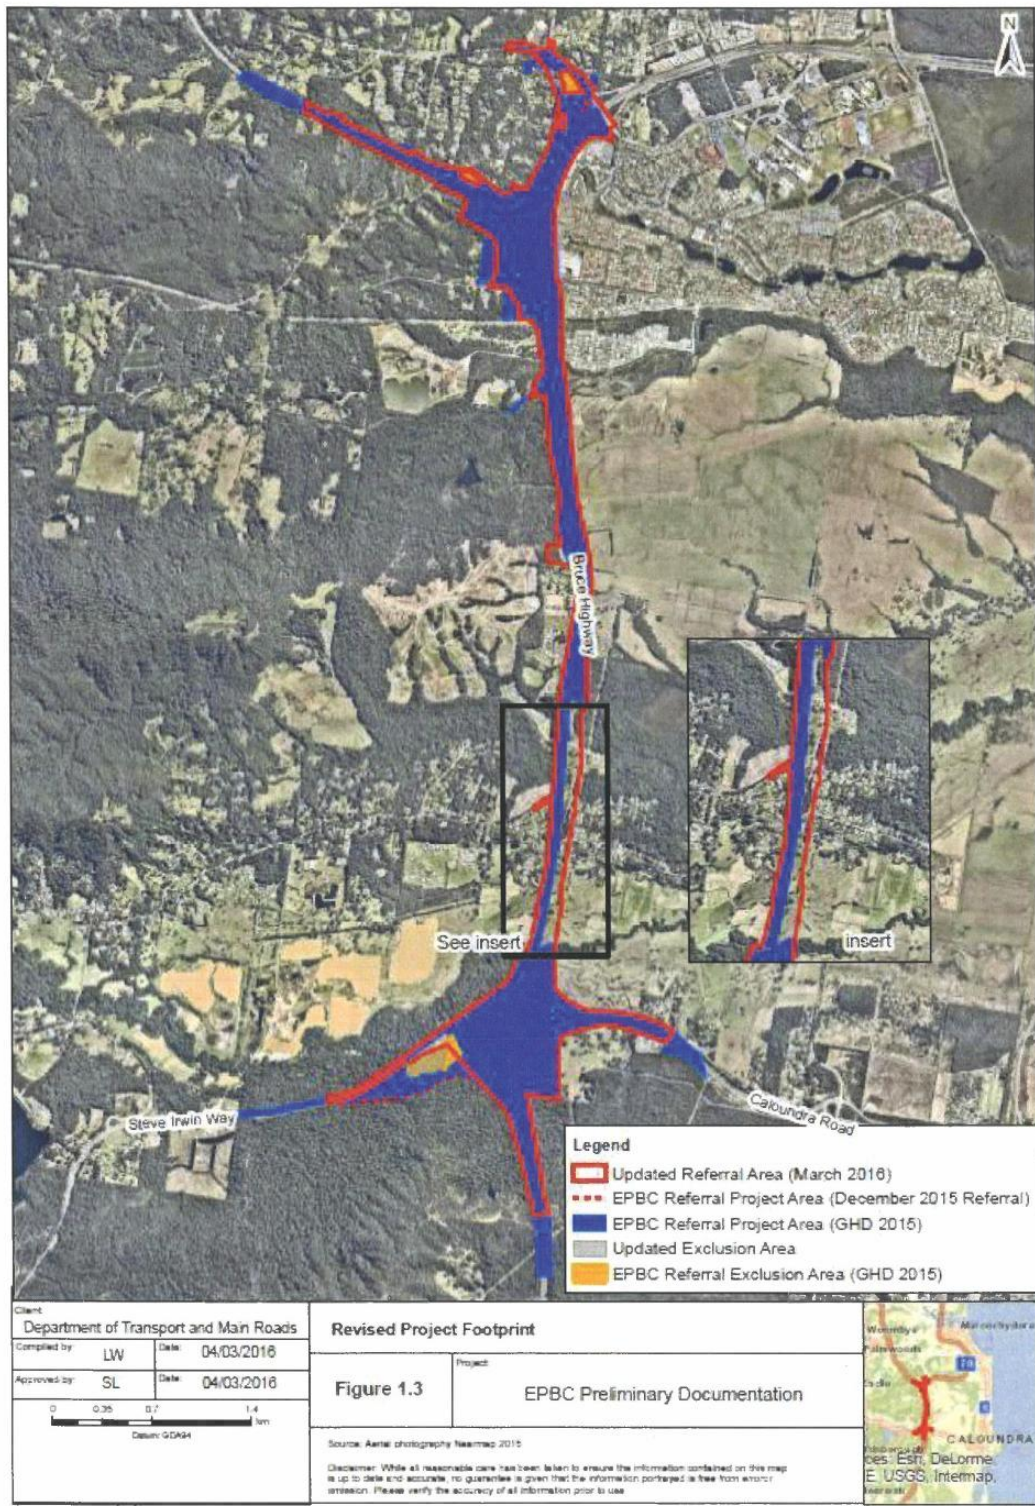 N
Bruce Highway
See insert
insert
Steve Irwin Way
Caloundra Road
Legend
Updated Referral Area (March 2016)
EPBC Referral Project Area (December 2015 Referral)
EPBC Referral Project Area (GHD 2015)
Updated Exclusion Area
EPBC Referral Exclusion Area (GHD 2015)
Client
Department of Transport and Main Roads
Compiled by: LW Date: 04/03/2016
Approved by: SL Date: 04/03/2016
0 0.35 0.7 1.4
km
Datum: GDA94
Revised Project Footprint
Figure 1.3
Project:
EPBC Preliminary Documentation
Source: Aerial photography Nearmap 2015
Disclaimer: While all reasonable care has been taken to ensure the information contained on this map
is up to date and accurate, no guarantee is given that the information portrayed is free from error or
omission. Please verify the accuracy of all information prior to use
Woombye
Palmwoods
Maroochydore
70
CALOUNDRA
Esri, DeLorme,
USGS, Intermap,